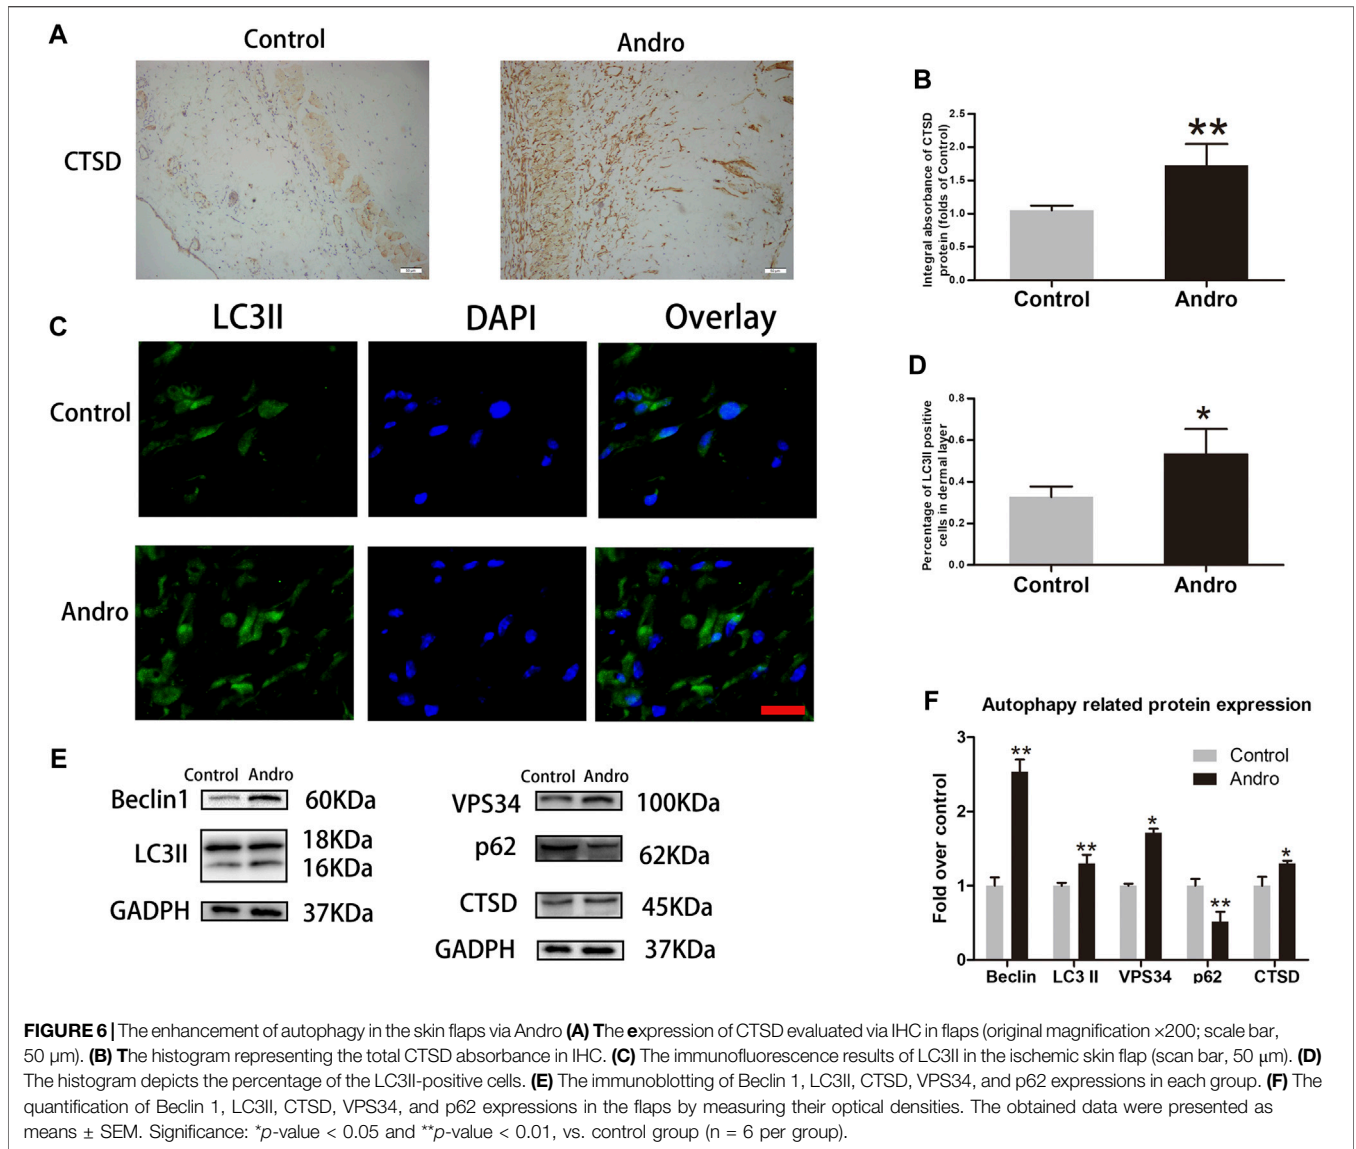 A
Control
Andro
CTSD
B
Integral absorbance of CTSD
protein (folds of Control)
2.5
2.0
1.5
1.0
0.5
0.0
**
Control
Andro
C
LC3II
DAPI
Overlay
Control
Andro
D
Percentage of LC3II positive
cells in dermal layer
0.8
0.6
0.4
0.2
0.0
*
Control
Andro
E
Control Andro
Beclin1
60KDa
LC3II
18KDa
16KDa
GADPH
37KDa
Control Andro
VPS34
100KDa
p62
62KDa
CTSD
45KDa
GADPH
37KDa
F
Autophapy related protein expression
Fold over control
3
2
1
0
Control
Andro
**
**
*
**
*
Beclin
LC3 II
VPS34
p62
CTSD
FIGURE 6 | The enhancement of autophagy in the skin flaps via Andro (A) The expression of CTSD evaluated via IHC in flaps (original magnification ×200; scale bar,
50 μm). (B) The histogram representing the total CTSD absorbance in IHC. (C) The immunofluorescence results of LC3II in the ischemic skin flap (scan bar, 50 μm). (D)
The histogram depicts the percentage of the LC3II-positive cells. (E) The immunoblotting of Beclin 1, LC3II, CTSD, VPS34, and p62 expressions in each group. (F) The
quantification of Beclin 1, LC3II, CTSD, VPS34, and p62 expressions in the flaps by measuring their optical densities. The obtained data were presented as
means ± SEM. Significance: *p-value < 0.05 and **p-value < 0.01, vs. control group (n = 6 per group).